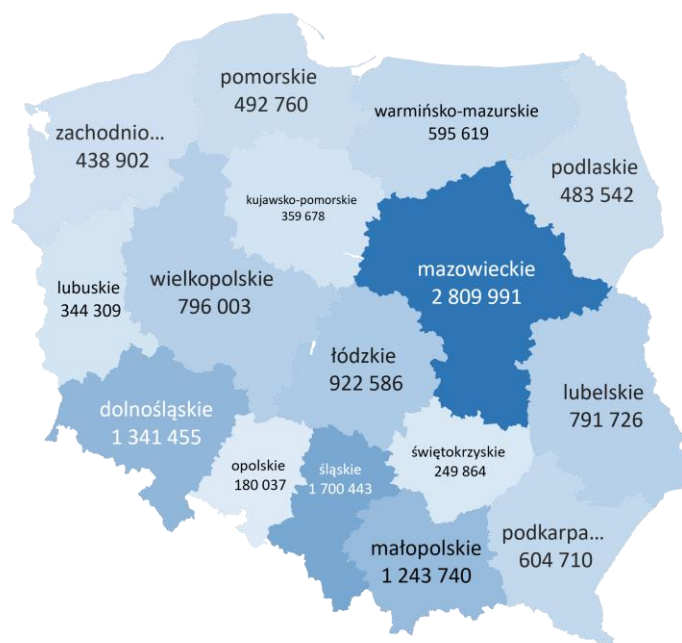 pomorskie
492 760
warmińsko-mazurskie
595 619
zachodnio...
438 902
podlaskie
483 542
kujawsko-pomorskie
359 678
mazowieckie
2 809 991
wielkopolskie
796 003
lubuskie
344 309
łódzkie
922 586
lubelskie
791 726
dolnośląskie
1 341 455
świętokrzyskie
249 864
opolskie
180 037
śląskie
1 700 443
podkarpa...
604 710
małopolskie
1 243 740